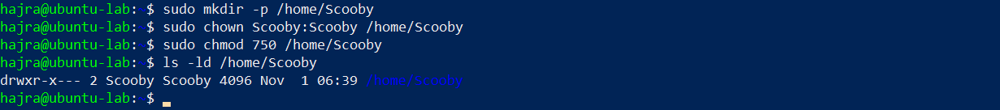 hajra@ubuntu-lab:~$ sudo mkdir -p /home/Scooby
hajra@ubuntu-lab:~$ sudo chown Scooby:Scooby /home/Scooby
hajra@ubuntu-lab:~$ sudo chmod 750 /home/Scooby
hajra@ubuntu-lab:~$ ls -ld /home/Scooby
drwxr-x--- 2 Scooby Scooby 4096 Nov  1 06:39 /home/Scooby
hajra@ubuntu-lab:~$